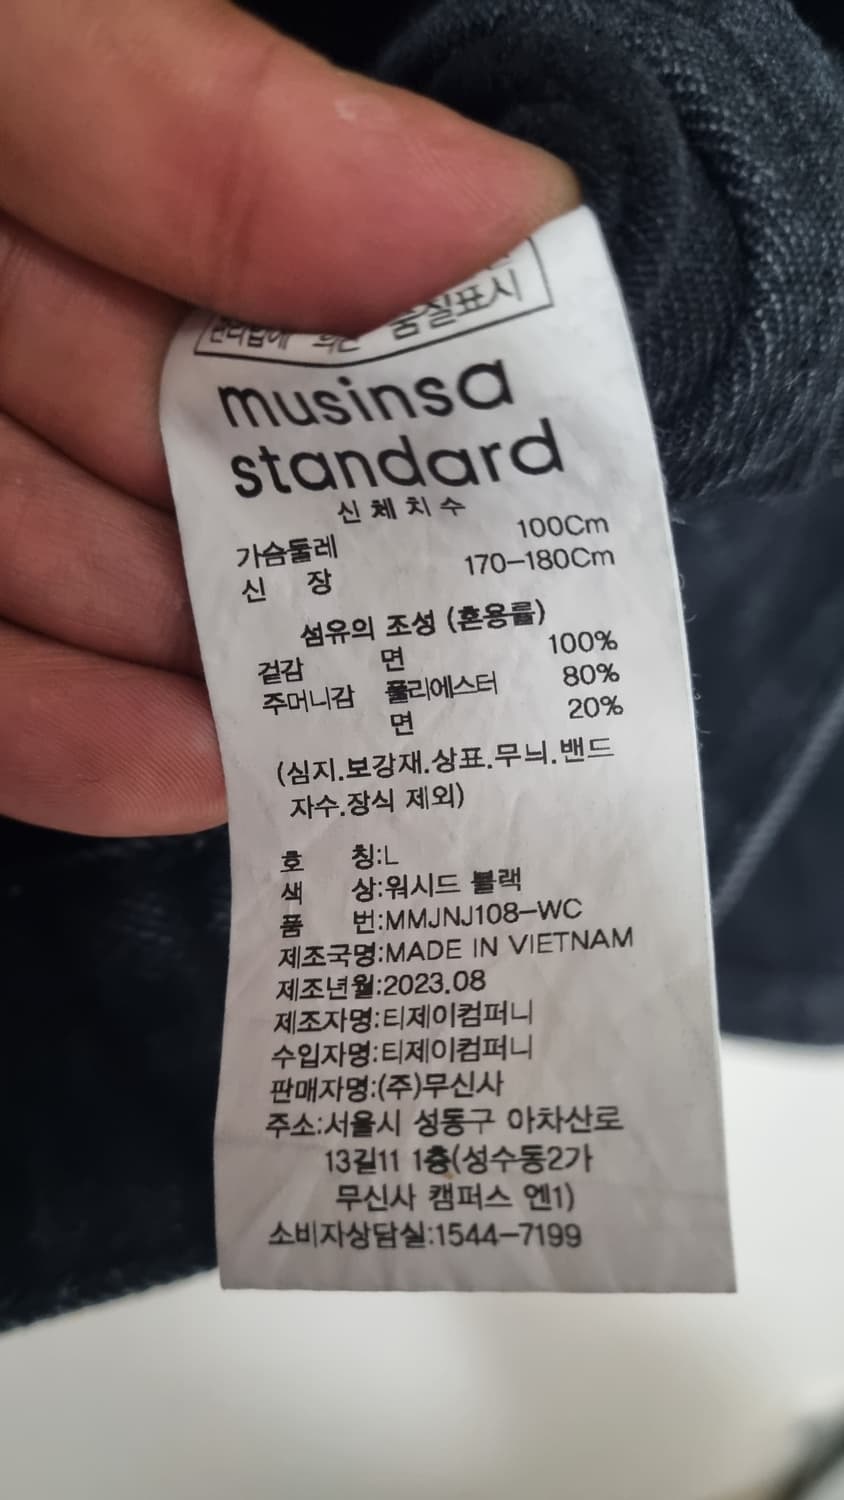 품질표시
musinsa
standard
신체치수
가슴둘레 100Cm
신 장 170-180Cm
섬유의 조성 (혼용률)
겉감 면 100%
주머니감 폴리에스터 80%
면 20%
(심지.보강재.상표.무늬.밴드
자수.장식 제외)
호 칭:L
색 상:워시드 블랙
품 번:MMJNJ108-WC
제조국명:MADE IN VIETNAM
제조년월:2023.08
제조자명:티제이컴퍼니
수입자명:티제이컴퍼니
판매자명:(주)무신사
주소:서울시 성동구 아차산로
13길11 1층(성수동2가
무신사 캠퍼스 엔1)
소비자상담실:1544-7199